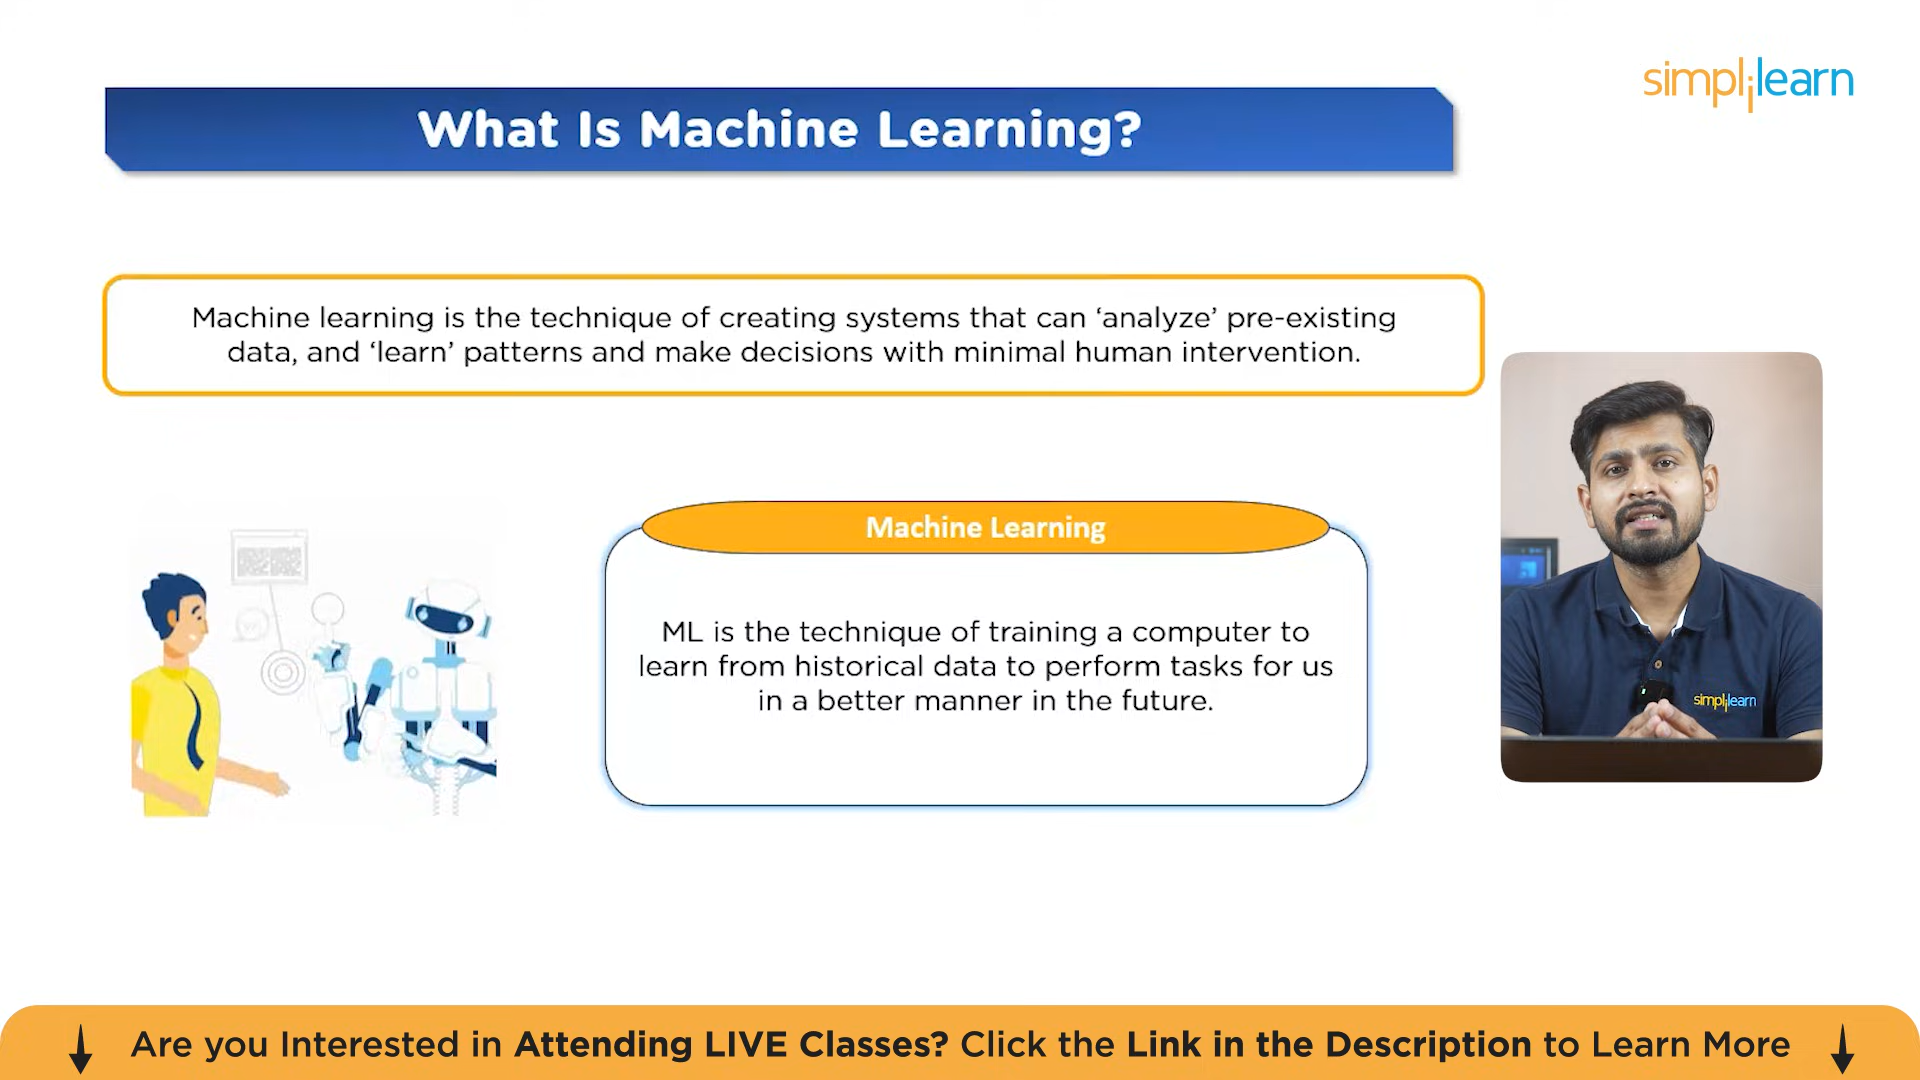 simplilearn
What Is Machine Learning?
Machine learning is the technique of creating systems that can ‘analyze’ pre-existing
data, and ‘learn’ patterns and make decisions with minimal human intervention.
Machine Learning
ML is the technique of training a computer to
learn from historical data to perform tasks for us
in a better manner in the future.
simplilearn
Are you Interested in Attending LIVE Classes? Click the Link in the Description to Learn More